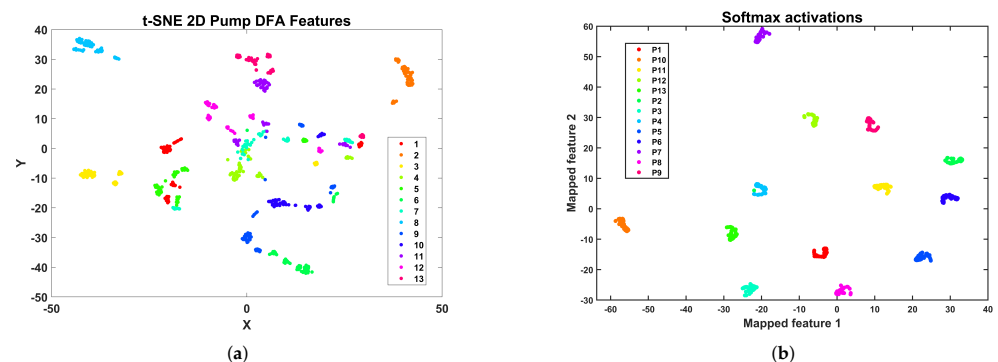 t-SNE 2D Pump DFA Features
40
30
20
10
0
-10
-20
-30
-40
-50
Y
-50
0
50
X
1
2
3
4
5
6
7
8
9
10
11
12
13
(a)
Softmax activations
60
50
40
30
20
10
0
-10
-20
-30
Mapped feature 2
-60
-50
-40
-30
-20
-10
0
10
20
30
40
Mapped feature 1
P1
P10
P11
P12
P13
P2
P3
P4
P5
P6
P7
P8
P9
(b)